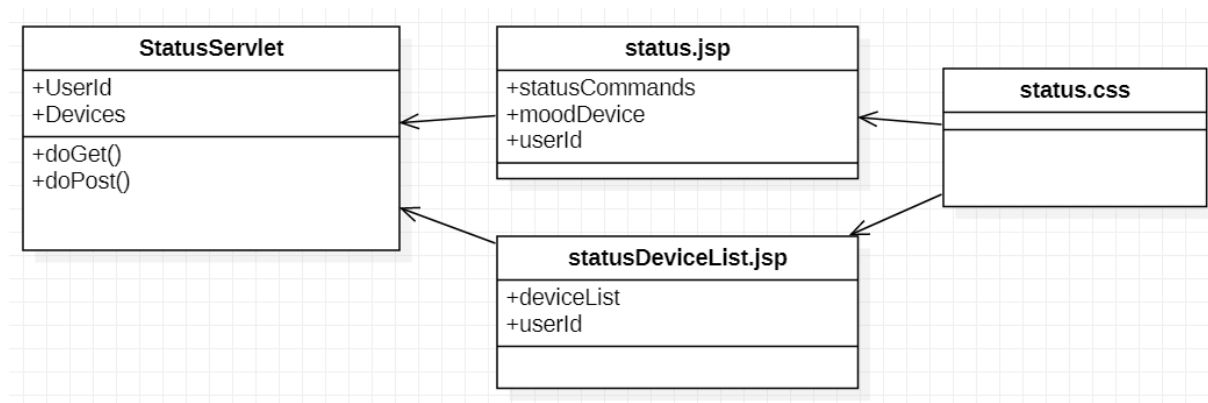 StatusServlet
+UserId
+Devices
+doGet()
+doPost()
status.jsp
+statusCommands
+moodDevice
+userId
statusDeviceList.jsp
+deviceList
+userId
status.css